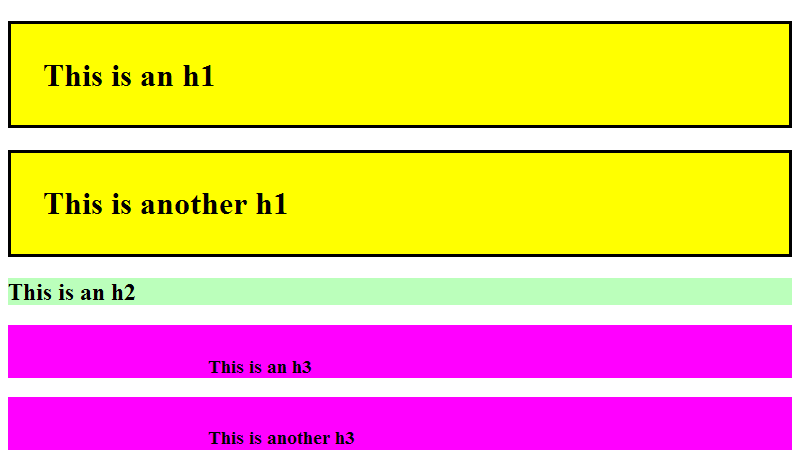 This is an h1
This is another h1
This is an h2
This is an h3
This is another h3